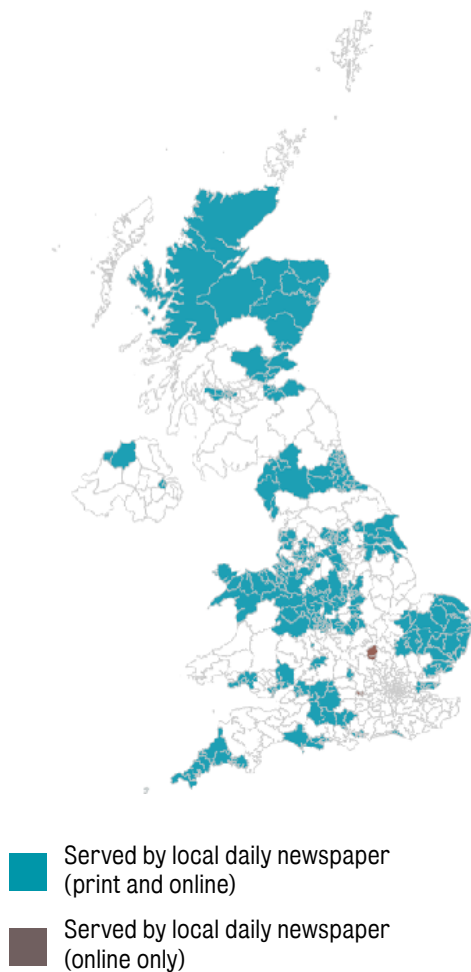 Served by local daily newspaper
(print and online)
Served by local daily newspaper
(online only)